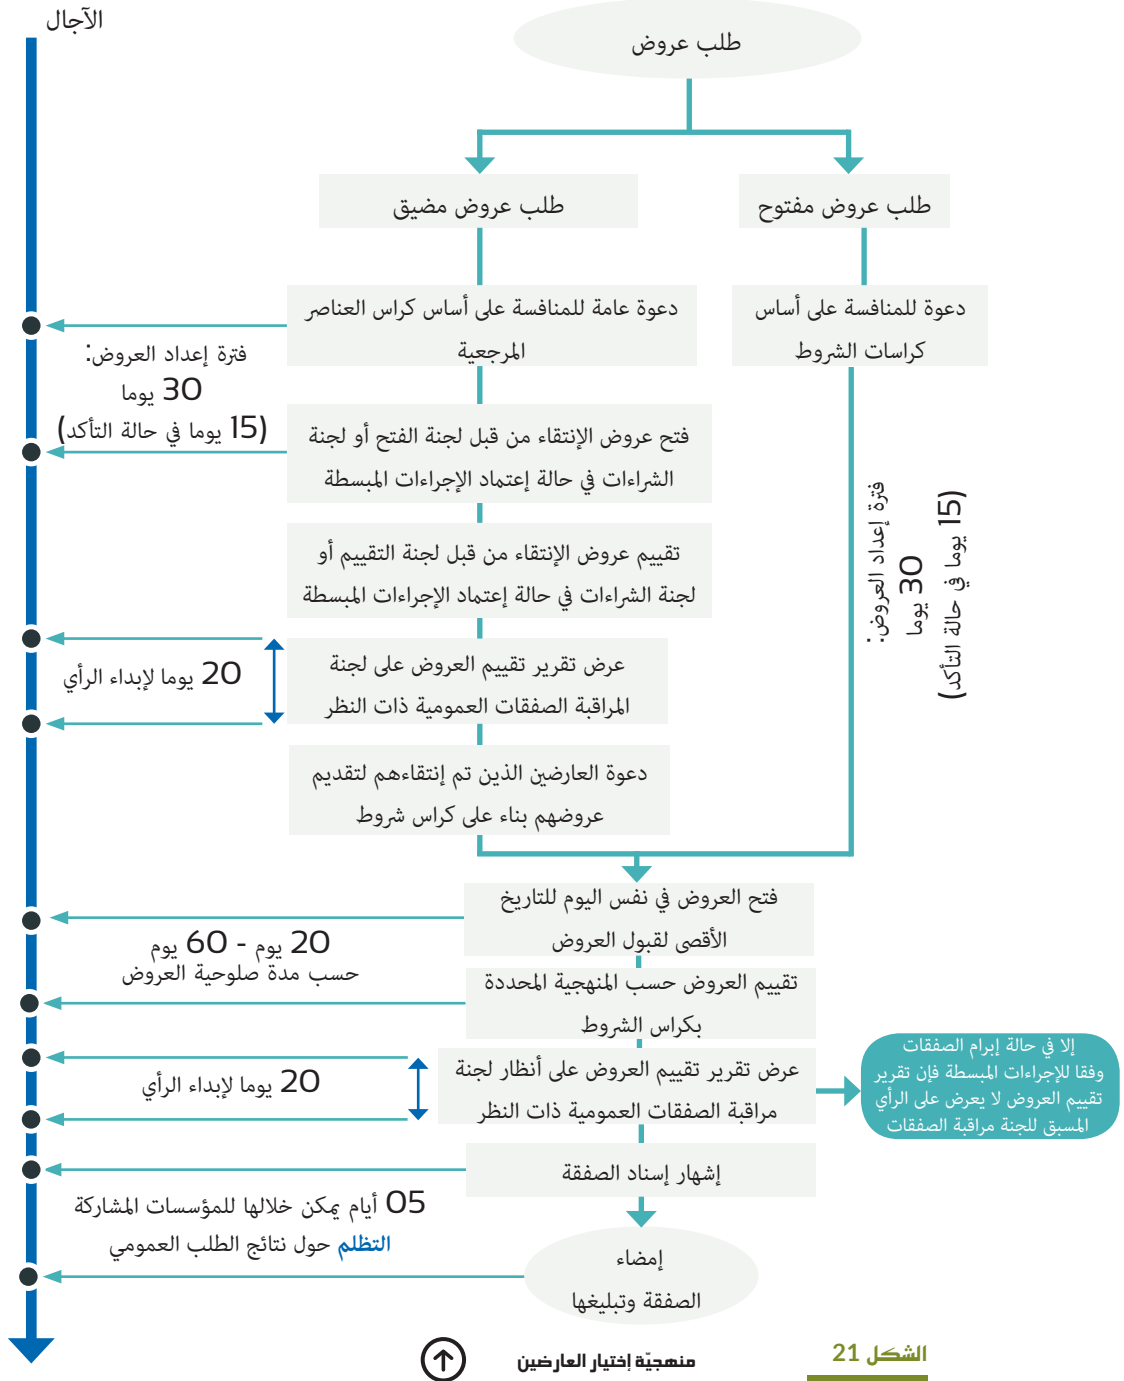 الآجال
طلب عروض
طلب عروض مفتوح
طلب عروض مضيق
دعوة للمنافسة على أساس
كراسات الشروط
دعوة عامة للمنافسة على أساس كراس العناصر
المرجعية
فترة إعداد العروض:
30 يوما
(15 يوما في حالة التأكد)
فتح عروض الإنتقاء من قبل لجنة الفتح أو لجنة
الشراءات في حالة إعتماد الإجراءات المبسطة
فترة إعداد العروض:
30 يوما
(15 يوما في حالة التأكد)
تقييم عروض الإنتقاء من قبل لجنة التقييم أو
لجنة الشراءات في حالة إعتماد الإجراءات المبسطة
عرض تقرير تقييم العروض على لجنة
المراقبة الصفقات العمومية ذات النظر
20 يوما لإبداء الرأي
دعوة العارضين الذين تم إنتقاءهم لتقديم
عروضهم بناء على كراس شروط
فتح العروض في نفس اليوم للتاريخ
الأقصى لقبول العروض
20 يوم - 60 يوم
حسب مدة صلوحية العروض
تقييم العروض حسب المنهجية المحددة
بكراس الشروط
عرض تقرير تقييم العروض على أنظار لجنة
مراقبة الصفقات العمومية ذات النظر
20 يوما لإبداء الرأي
إلا في حالة إبرام الصفقات
وفقا للإجراءات المبسطة فإن تقرير
تقييم العروض لا يعرض على الرأي
المسبق للجنة مراقبة الصفقات
إشهار إسناد الصفقة
05 أيام يمكن خلالها للمؤسسات المشاركة
التظلم حول نتائج الطلب العمومي
إمضاء
الصفقة وتبليغها
الشكل 21
منهجيّة إختيار العارضين